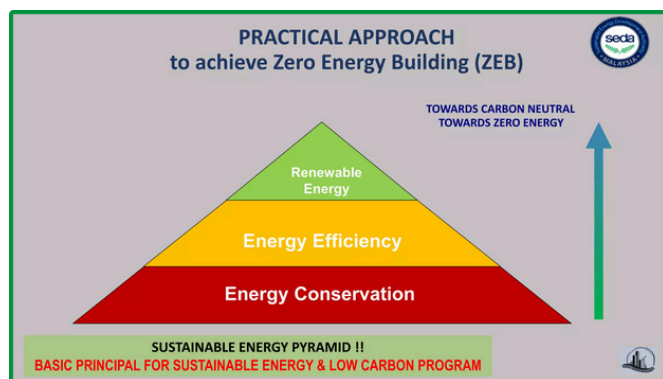 PRACTICAL APPROACH
to achieve Zero Energy Building (ZEB)
seda
MALAYSIA
TOWARDS CARBON NEUTRAL
TOWARDS ZERO ENERGY
Renewable
Energy
Energy Efficiency
Energy Conservation
SUSTAINABLE ENERGY PYRAMID !!
BASIC PRINCIPAL FOR SUSTAINABLE ENERGY & LOW CARBON PROGRAM